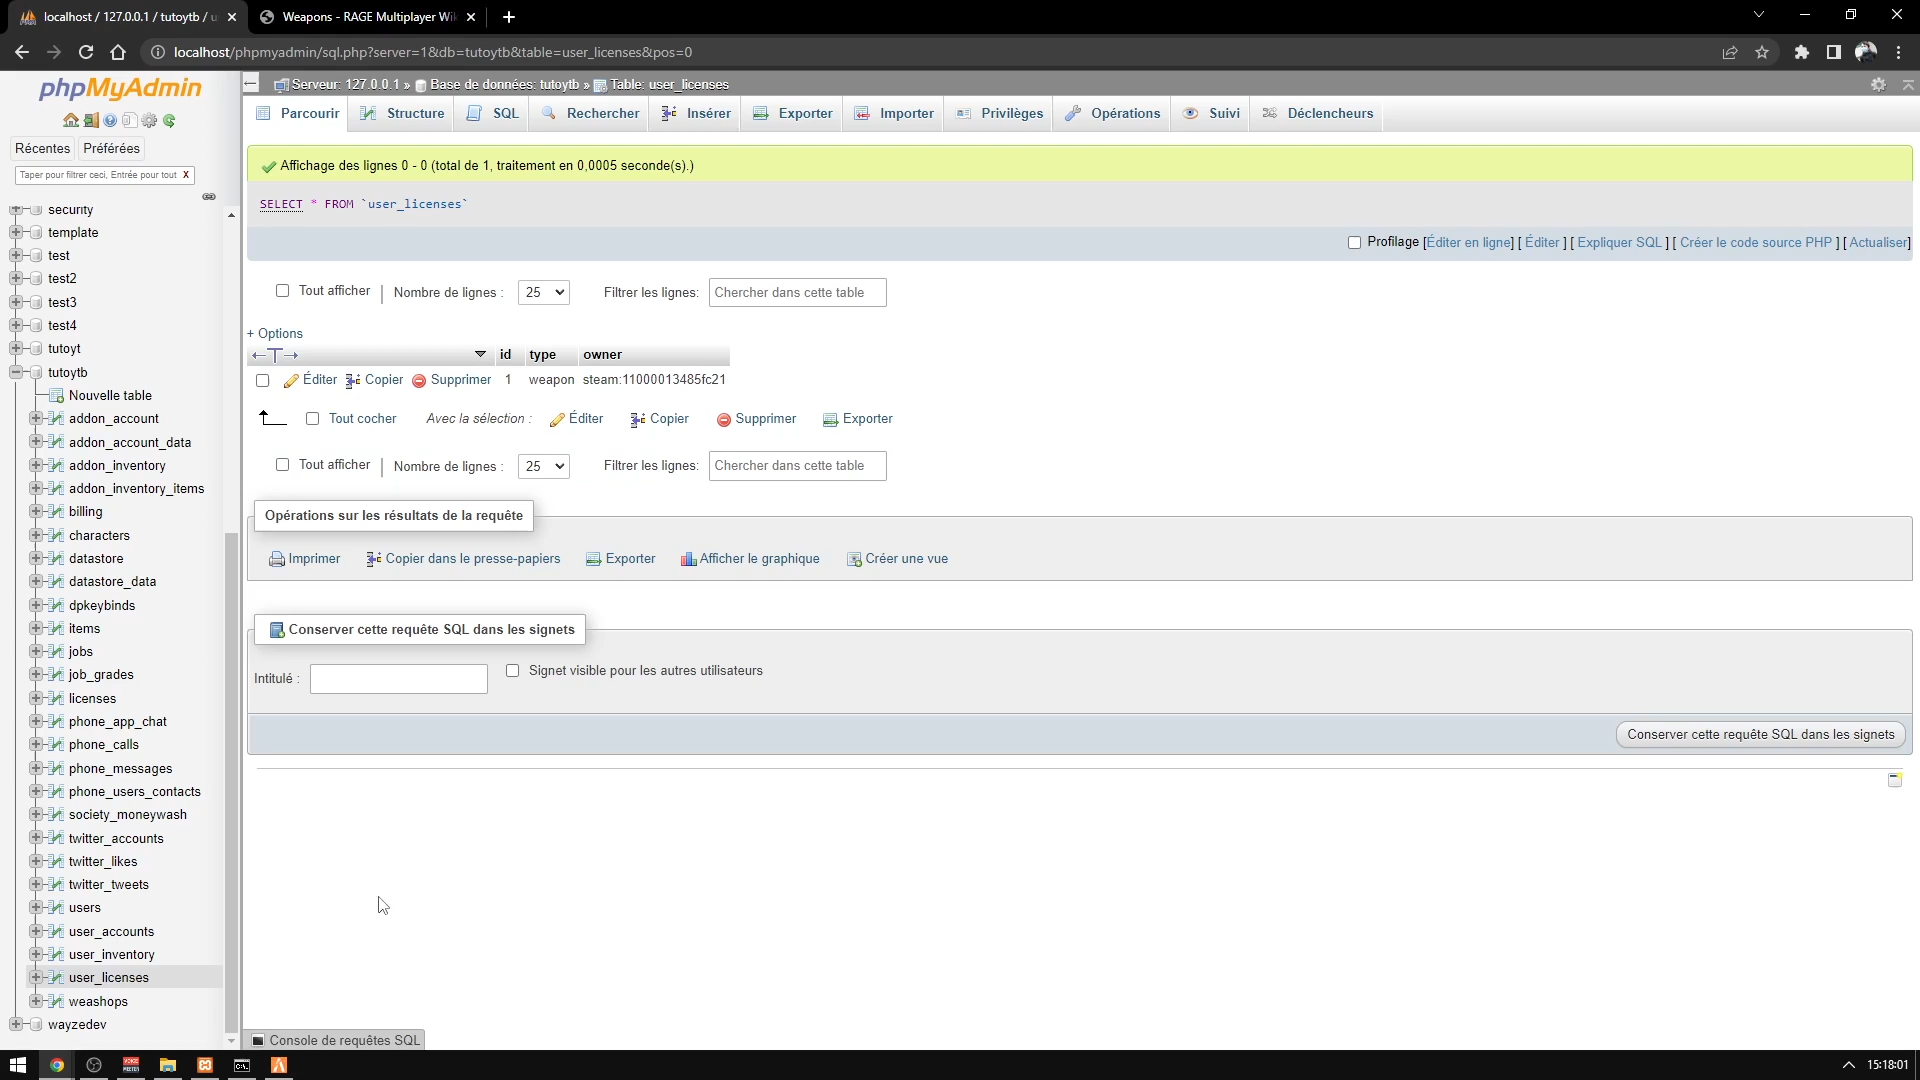 localhost / 127.0.0.1 / tutoytb / u
Weapons - RAGE Multiplayer Wik
localhost/phpmyadmin/sql.php?server=1&db=tutoytb&table=user_licenses&pos=0
phpMyAdmin
Récentes
Préférées
Taper pour filtrer ceci, Entrée pour tout
X
security
template
test
test2
test3
test4
tutoyt
tutoytb
Nouvelle table
addon_account
addon_account_data
addon_inventory
addon_inventory_items
billing
characters
datastore
datastore_data
dpkeybinds
items
jobs
job_grades
licenses
phone_app_chat
phone_calls
phone_messages
phone_users_contacts
society_moneywash
twitter_accounts
twitter_likes
twitter_tweets
users
user_accounts
user_inventory
user_licenses
weashops
wayzedev
Serveur: 127.0.0.1 » Base de données: tutoytb » Table: user_licenses
Parcourir
Structure
SQL
Rechercher
Insérer
Exporter
Importer
Privilèges
Opérations
Suivi
Déclencheurs
Affichage des lignes 0 - 0 (total de 1, traitement en 0,0005 seconde(s).)
SELECT * FROM `user_licenses`
Profilage [Éditer en ligne] [ Éditer ] [ Expliquer SQL ] [ Créer le code source PHP ] [ Actualiser]
Tout afficher | Nombre de lignes : 25 Filtrer les lignes: Chercher dans cette table
+ Options
←T→ id type owner
Éditer Copier Supprimer 1 weapon steam:11000013485fc21
Tout cocher Avec la sélection : Éditer Copier Supprimer Exporter
Tout afficher | Nombre de lignes : 25 Filtrer les lignes: Chercher dans cette table
Opérations sur les résultats de la requête
Imprimer Copier dans le presse-papiers Exporter Afficher le graphique Créer une vue
Conserver cette requête SQL dans les signets
Intitulé : Signet visible pour les autres utilisateurs
Conserver cette requête SQL dans les signets
Console de requêtes SQL
15:18:01